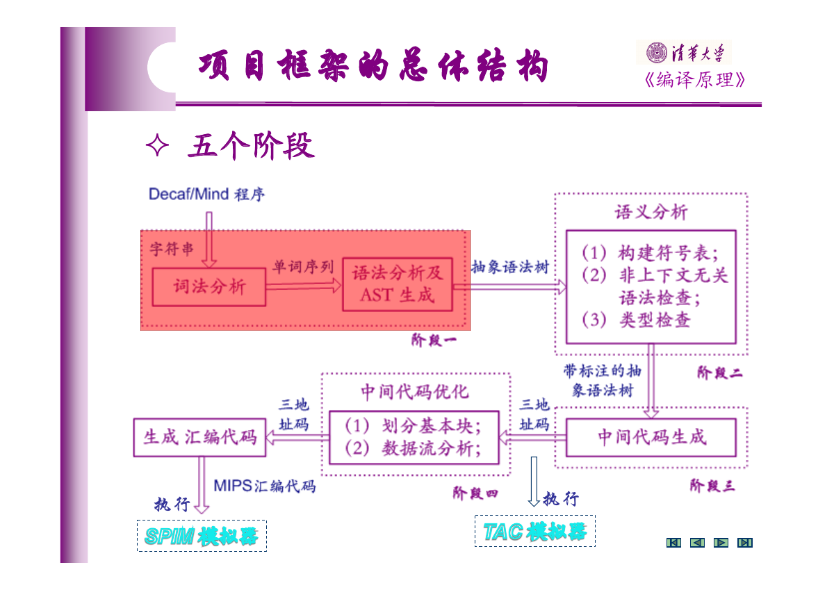 项目框架的总体结构
清华大学
《编译原理》
✧ 五个阶段
Decaf/Mind 程序
字符串
词法分析
单词序列
语法分析及
AST 生成
阶段一
抽象语法树
语义分析
(1) 构建符号表;
(2) 非上下文无关
语法检查;
(3) 类型检查
阶段二
带标注的抽
象语法树
中间代码生成
阶段三
三地
址码
执行
TAC 模拟器
中间代码优化
(1) 划分基本块;
(2) 数据流分析;
阶段四
三地
址码
生成 汇编代码
MIPS汇编代码
执行
SPIM 模拟器